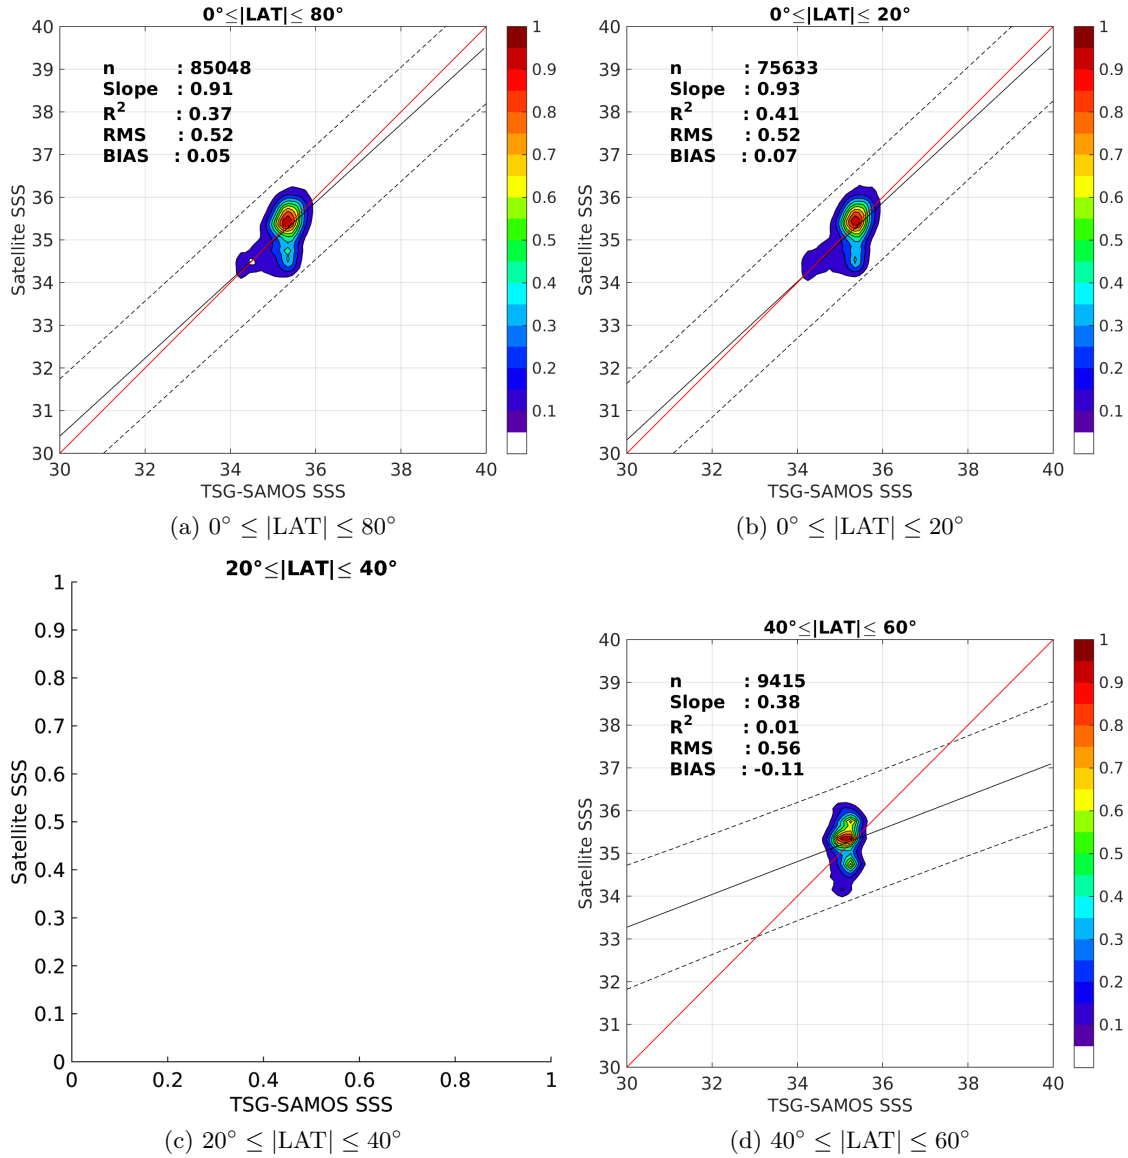 0°≤|LAT|≤ 80°
40
39
38
37
36
35
34
33
32
31
30
Satellite SSS
n : 85048
Slope : 0.91
R² : 0.37
RMS : 0.52
BIAS : 0.05
30 32 34 36 38 40
TSG-SAMOS SSS
1
0.9
0.8
0.7
0.6
0.5
0.4
0.3
0.2
0.1
(a) 0° ≤ |LAT| ≤ 80°
0°≤|LAT|≤ 20°
40
39
38
37
36
35
34
33
32
31
30
Satellite SSS
n : 75633
Slope : 0.93
R² : 0.41
RMS : 0.52
BIAS : 0.07
30 32 34 36 38 40
TSG-SAMOS SSS
1
0.9
0.8
0.7
0.6
0.5
0.4
0.3
0.2
0.1
(b) 0° ≤ |LAT| ≤ 20°
20°≤|LAT|≤ 40°
1
0.9
0.8
0.7
0.6
0.5
0.4
0.3
0.2
0.1
0
Satellite SSS
0 0.2 0.4 0.6 0.8 1
TSG-SAMOS SSS
(c) 20° ≤ |LAT| ≤ 40°
40°≤|LAT|≤ 60°
40
39
38
37
36
35
34
33
32
31
30
Satellite SSS
n : 9415
Slope : 0.38
R² : 0.01
RMS : 0.56
BIAS : -0.11
30 32 34 36 38 40
TSG-SAMOS SSS
1
0.9
0.8
0.7
0.6
0.5
0.4
0.3
0.2
0.1
(d) 40° ≤ |LAT| ≤ 60°